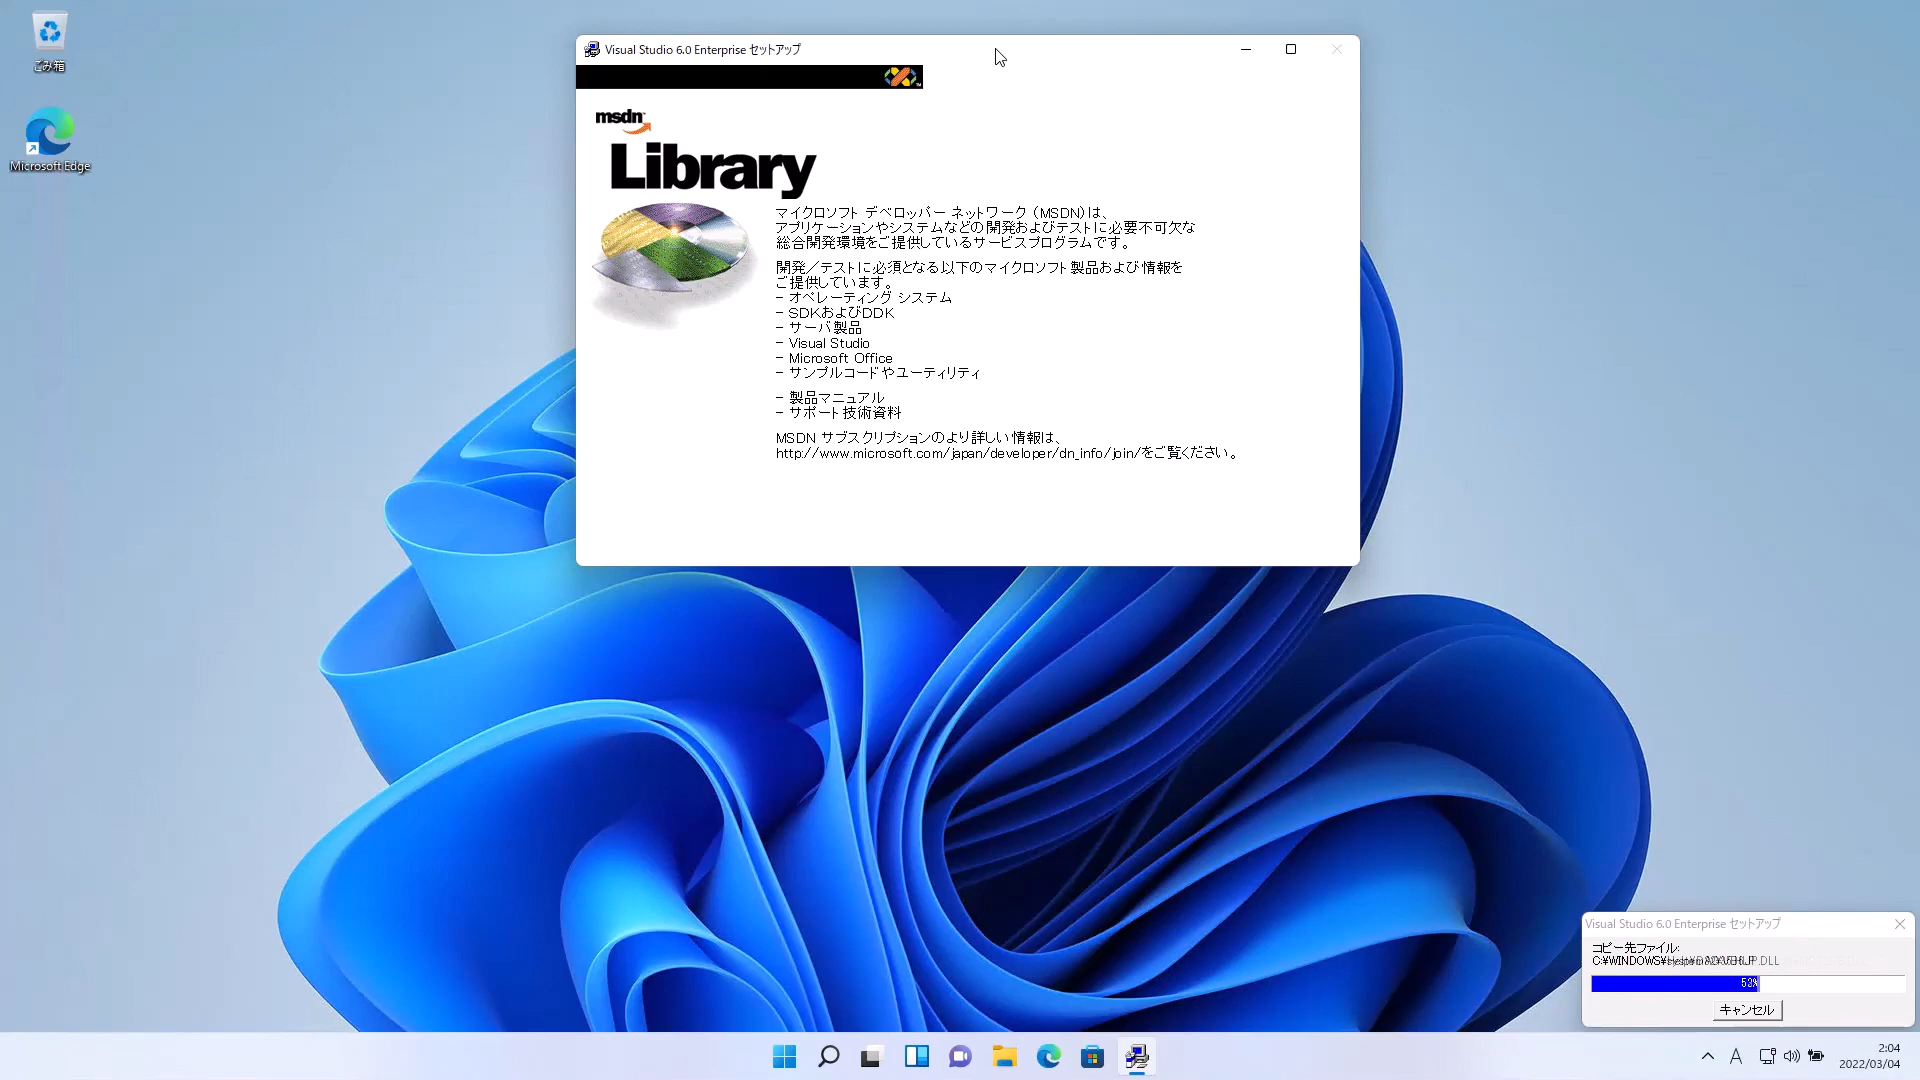 ごみ箱
Microsoft Edge
Visual Studio 6.0 Enterprise セットアップ
msdn
Library
マイクロソフト デベロッパー ネットワーク (MSDN)は、
アプリケーションやシステムなどの開発およびテストに必要不可欠な
総合開発環境をご提供しているサービスプログラムです。
開発／テストに必須となる以下のマイクロソフト製品および情報を
ご提供しています。
- オペレーティング システム
- SDKおよびDDK
- サーバ製品
- Visual Studio
- Microsoft Office
- サンプルコードやユーティリティ
- 製品マニュアル
- サポート技術資料
MSDN サブスクリプションのより詳しい情報は、
http://www.microsoft.com/japan/developer/dn_info/join/をご覧ください。
Visual Studio 6.0 Enterprise セットアップ
コピー先ファイル:
C:¥WINDOWS¥
キャンセル
A
2:04
2022/03/04